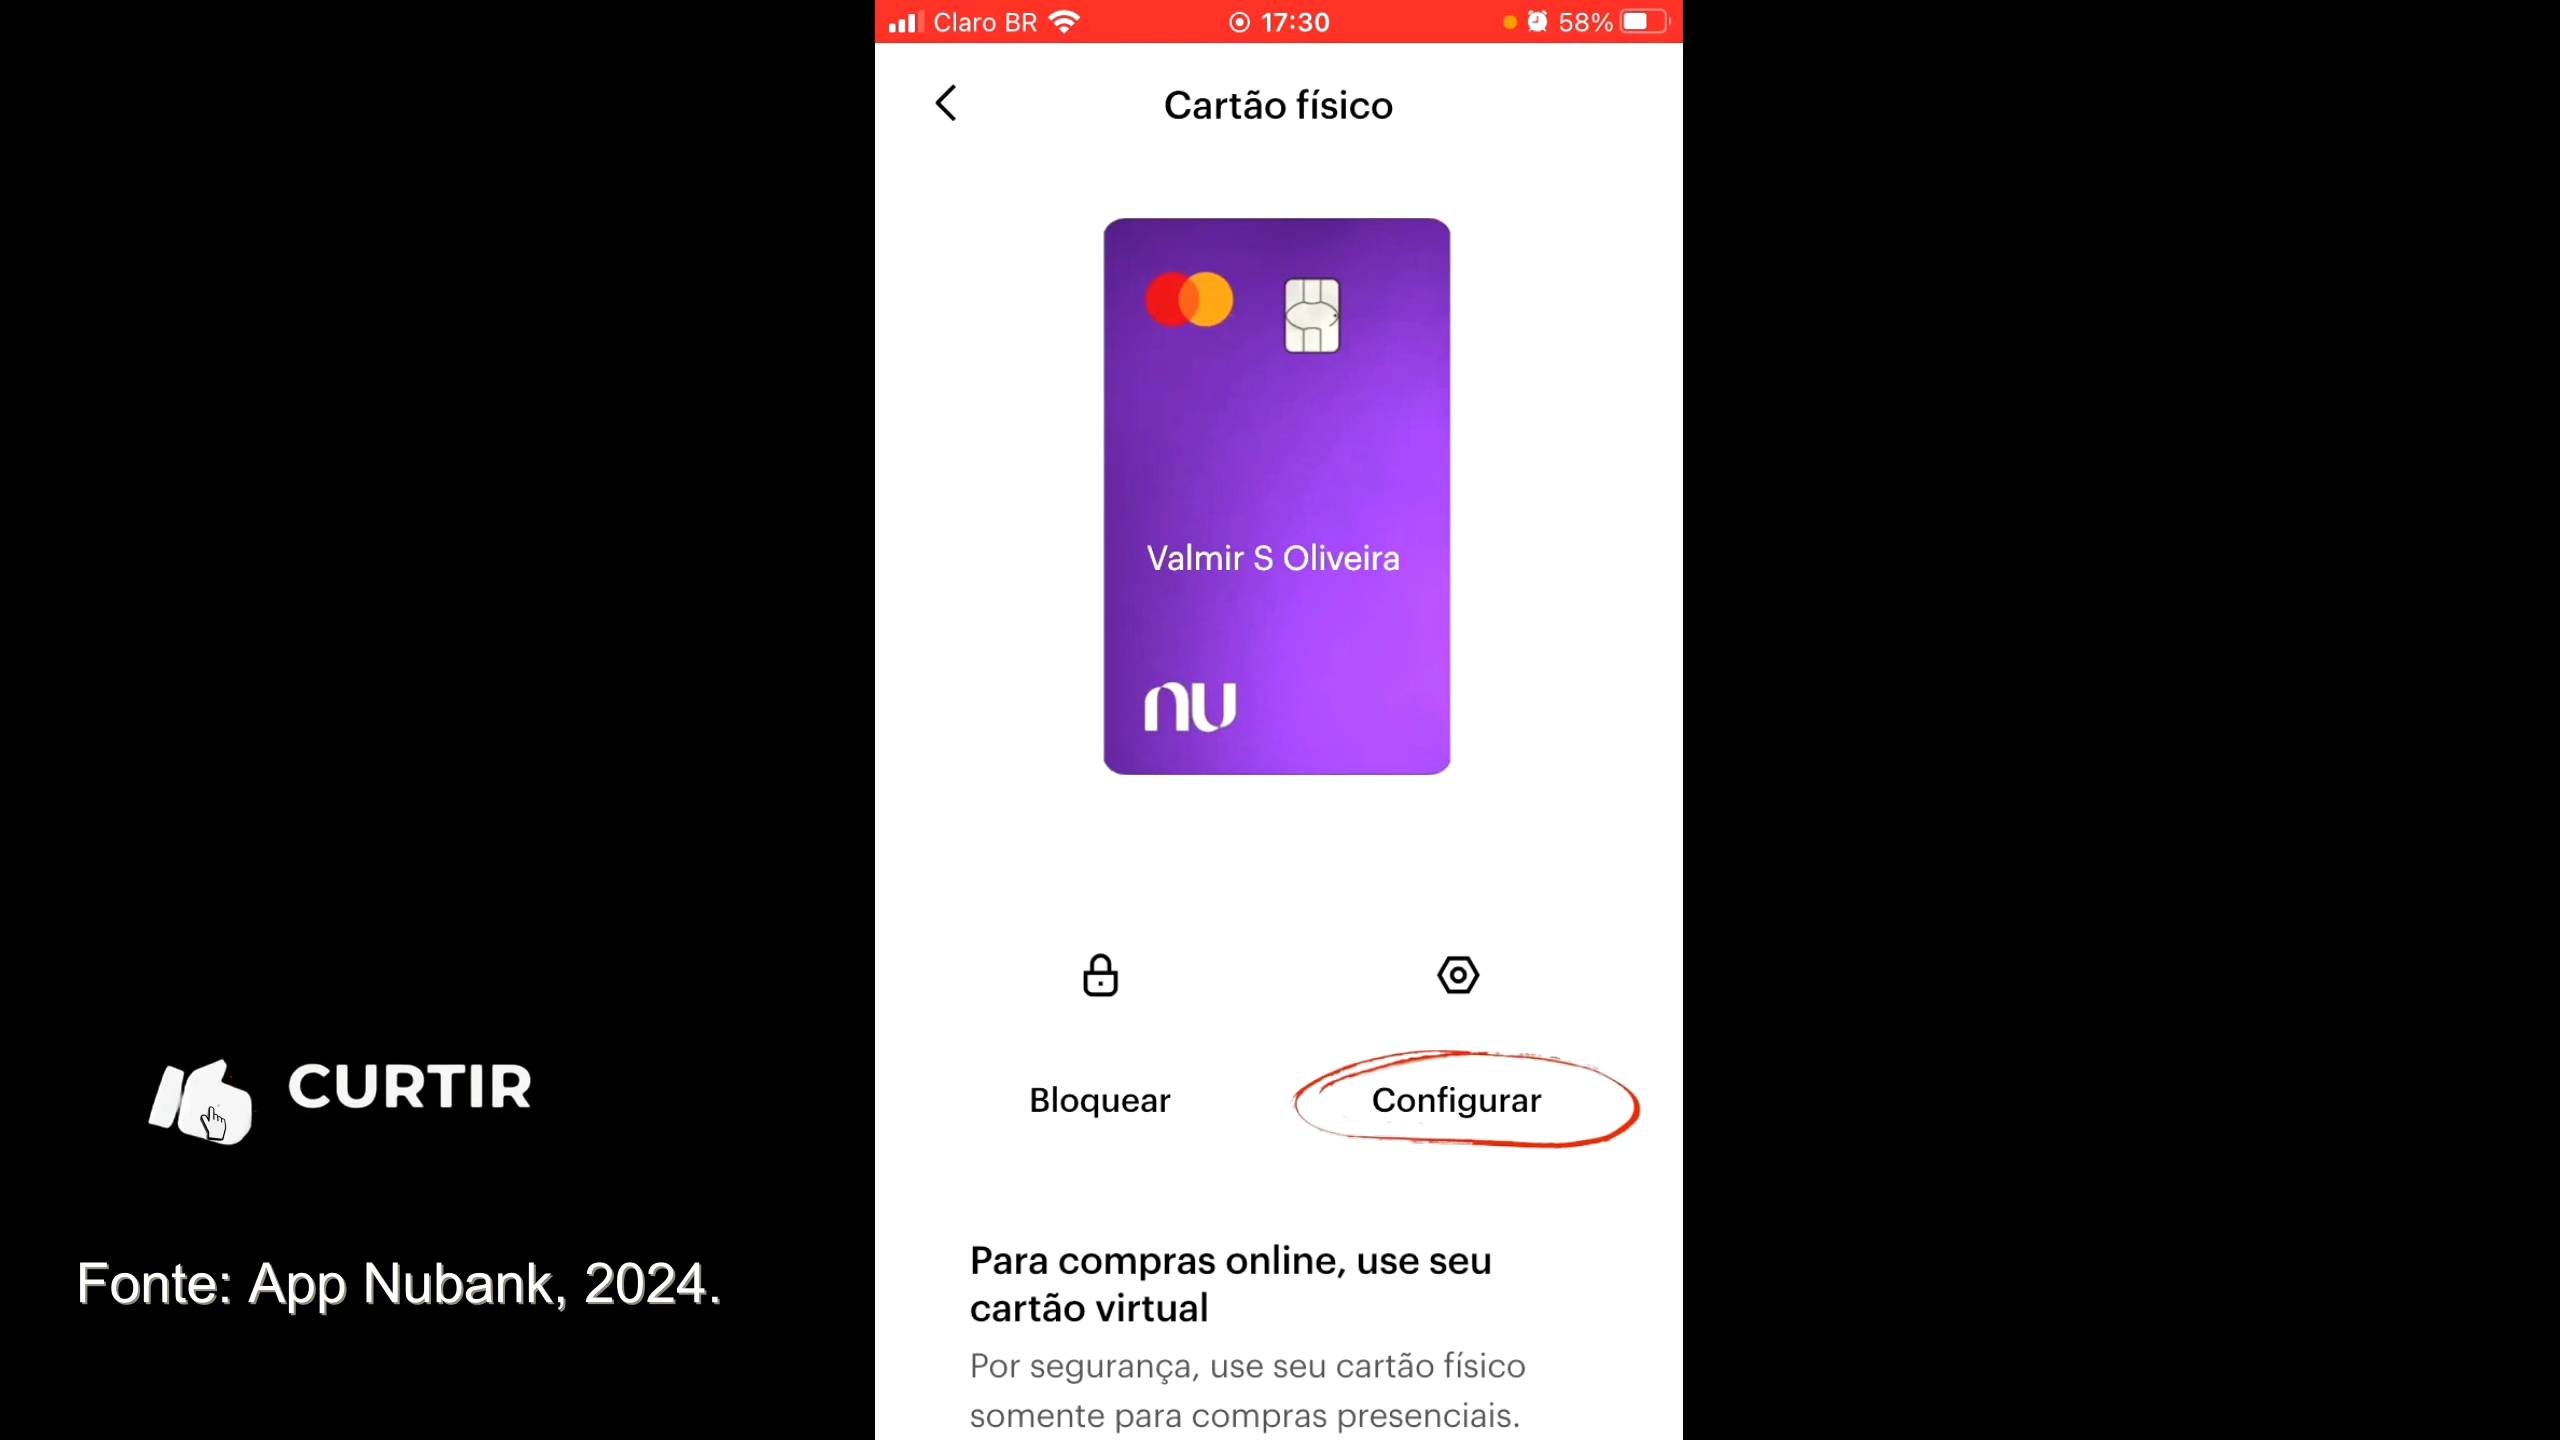 Claro BR 17:30 58%
Cartão físico
Valmir S Oliveira
nu
Bloquear Configurar
CURTIR
Para compras online, use seu
cartão virtual
Fonte: App Nubank, 2024.
Por segurança, use seu cartão físico
somente para compras presenciais.